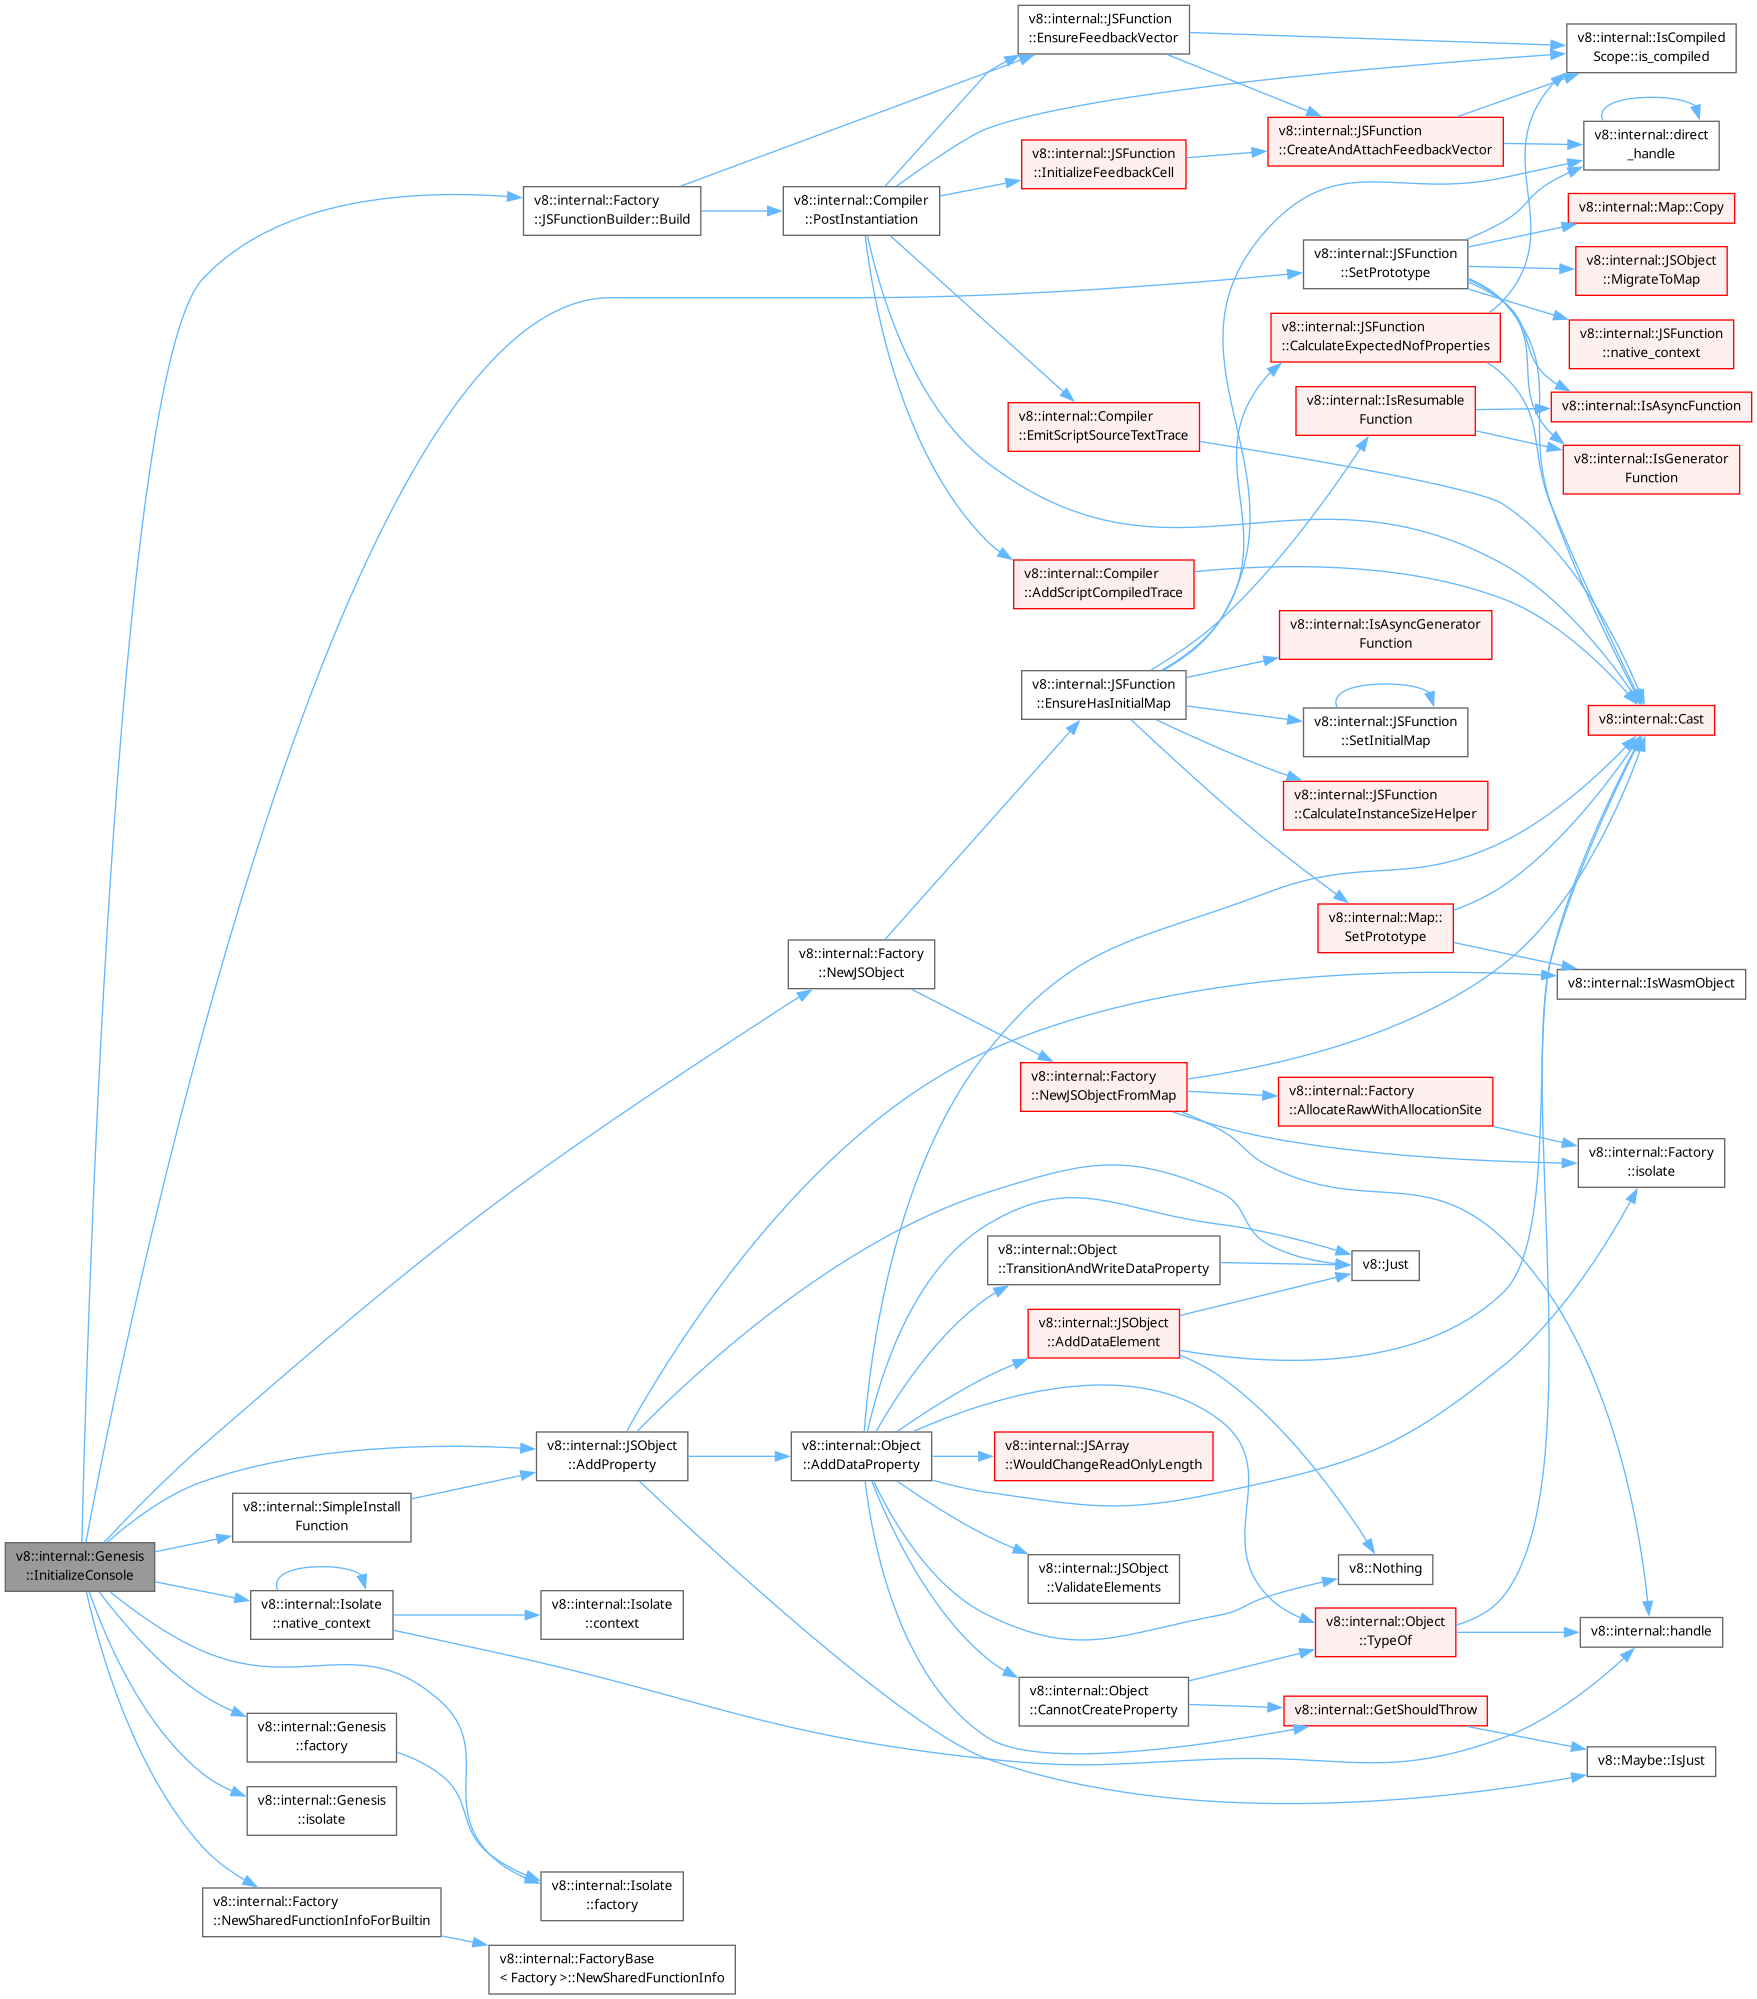 v8::internal::JSFunction
::EnsureFeedbackVector
v8::internal::IsCompiled
Scope::is_compiled
v8::internal::JSFunction
::CreateAndAttachFeedbackVector
v8::internal::direct
_handle
v8::internal::JSFunction
::InitializeFeedbackCell
v8::internal::Factory
::JSFunctionBuilder::Build
v8::internal::Compiler
::PostInstantiation
v8::internal::Map::Copy
v8::internal::JSFunction
::SetPrototype
v8::internal::JSObject
::MigrateToMap
v8::internal::JSFunction
::CalculateExpectedNofProperties
v8::internal::JSFunction
::native_context
v8::internal::IsResumable
Function
v8::internal::IsAsyncFunction
v8::internal::Compiler
::EmitScriptSourceTextTrace
v8::internal::IsGenerator
Function
v8::internal::Compiler
::AddScriptCompiledTrace
v8::internal::IsAsyncGenerator
Function
v8::internal::JSFunction
::EnsureHasInitialMap
v8::internal::JSFunction
::SetInitialMap
v8::internal::Cast
v8::internal::JSFunction
::CalculateInstanceSizeHelper
v8::internal::Map::
SetPrototype
v8::internal::Factory
::NewJSObject
v8::internal::IsWasmObject
v8::internal::Factory
::NewJSObjectFromMap
v8::internal::Factory
::AllocateRawWithAllocationSite
v8::internal::Factory
::isolate
v8::internal::Object
::TransitionAndWriteDataProperty
v8::Just
v8::internal::JSObject
::AddDataElement
v8::internal::JSObject
::AddProperty
v8::internal::Object
::AddDataProperty
v8::internal::JSArray
::WouldChangeReadOnlyLength
v8::internal::SimpleInstall
Function
v8::internal::Genesis
::InitializeConsole
v8::internal::JSObject
::ValidateElements
v8::Nothing
v8::internal::Isolate
::native_context
v8::internal::Isolate
::context
v8::internal::Object
::TypeOf
v8::internal::handle
v8::internal::Object
::CannotCreateProperty
v8::internal::GetShouldThrow
v8::internal::Genesis
::factory
v8::Maybe::IsJust
v8::internal::Genesis
::isolate
v8::internal::Isolate
::factory
v8::internal::Factory
::NewSharedFunctionInfoForBuiltin
v8::internal::FactoryBase
< Factory >::NewSharedFunctionInfo